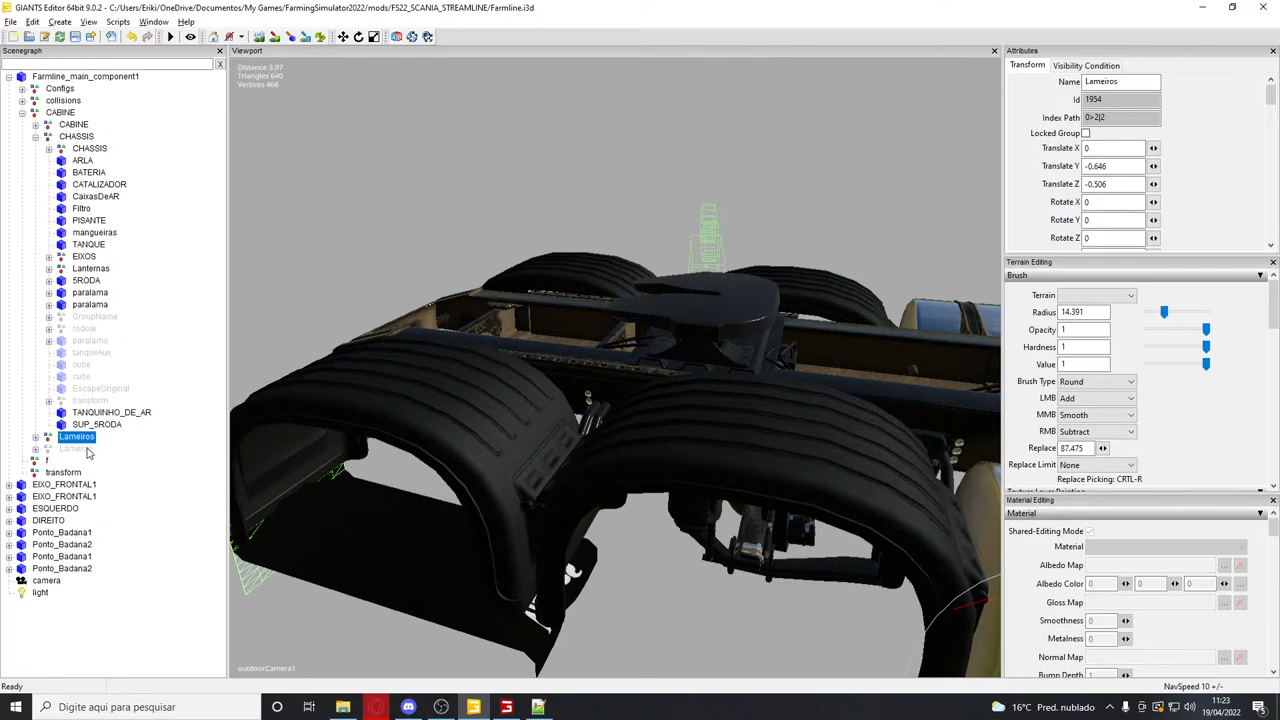 GIANTS Editor 64bit 9.0.2 - C:/Users/Eriki/OneDrive/Documentos/My Games/FarmingSimulator2022/mods/FS22_SCANIA_STREAMLINE/Farmline.i3d
File Edit Create View Scripts Window Help
Scenegraph
X
Farmline_main_component1
Configs
collisions
CABINE
CABINE
CHASSIS
CHASSIS
ARLA
BATERIA
CATALIZADOR
CaixasDeAR
Filtro
PISANTE
mangueiras
TANQUE
EIXOS
Lanternas
5RODA
paralama
paralama
GroupName
rodoar
paralama
tanqueAux
cube
cube
EscapeOriginal
transform
TANQUINHO_DE_AR
SUP_5RODA
Lameiros
f
transform
EIXO_FRONTAL1
EIXO_FRONTAL1
ESQUERDO
DIREITO
Ponto_Badana1
Ponto_Badana2
Ponto_Badana1
Ponto_Badana2
camera
light
Viewport
Distance 3.97
Triangles 640
Vertices 468
outdoorCamera1
Attributes
Transform Visibility Condition
Name Lameiros
Id 1954
Index Path 0>2|2
Locked Group
Translate X 0
Translate Y -0.646
Translate Z -0.506
Rotate X 0
Rotate Y 0
Rotate Z 0
Terrain Editing
Brush
Terrain
Radius 14.391
Opacity 1
Hardness 1
Value 1
Brush Type Round
LMB Add
MMB Smooth
RMB Subtract
Replace 87.475
Replace Limit None
Replace Picking: CRTL-R
Material Editing
Material
Shared-Editing Mode
Material
Albedo Map ...
Albedo Color 0 0 0 ...
Gloss Map ...
Smoothness 0
Metalness 0
Normal Map ...
Bump Depth 1
Ready
NavSpeed 10 +/-
Digite aqui para pesquisar
16°C Pred. nublado
11:23
19/04/2022